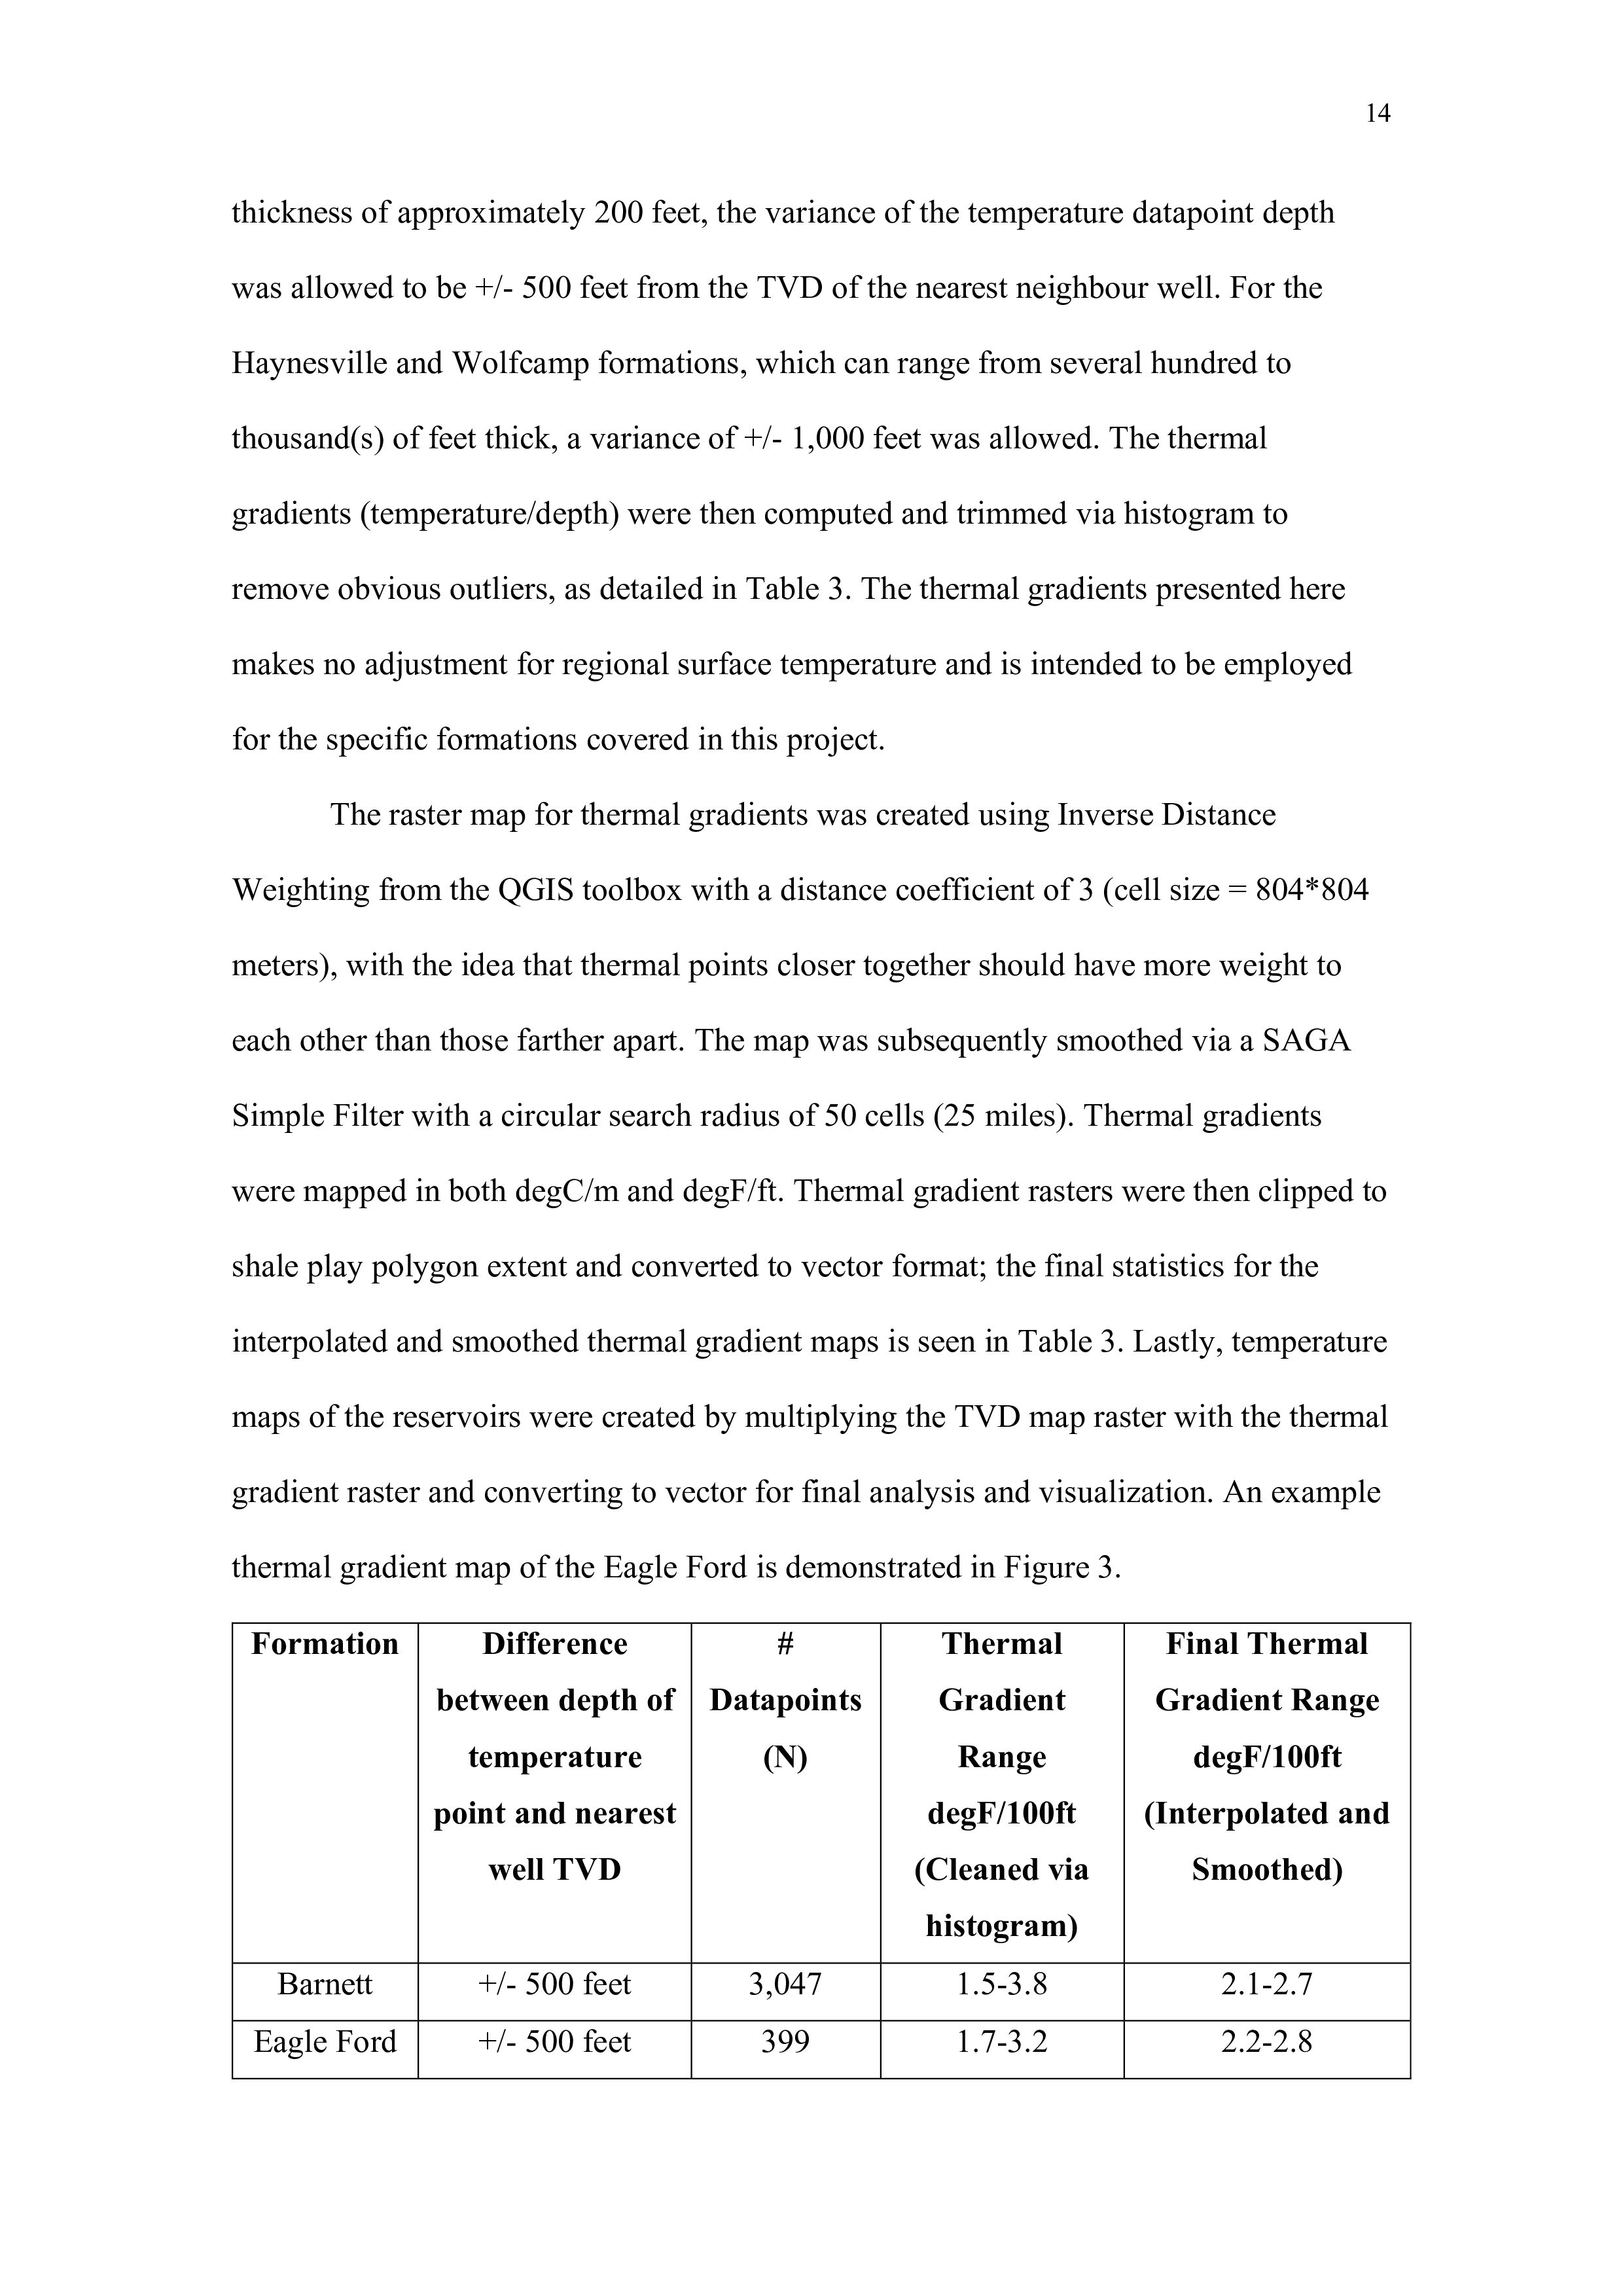 14
thickness of approximately 200 feet, the variance of the temperature datapoint depth
was allowed to be +/- 500 feet from the TVD of the nearest neighbour well. For the
Haynesville and Wolfcamp formations, which can range from several hundred to
thousand(s) of feet thick, a variance of +/- 1,000 feet was allowed. The thermal
gradients (temperature/depth) were then computed and trimmed via histogram to
remove obvious outliers, as detailed in Table 3. The thermal gradients presented here
makes no adjustment for regional surface temperature and is intended to be employed
for the specific formations covered in this project.
The raster map for thermal gradients was created using Inverse Distance
Weighting from the QGIS toolbox with a distance coefficient of 3 (cell size = 804*804
meters), with the idea that thermal points closer together should have more weight to
each other than those farther apart. The map was subsequently smoothed via a SAGA
Simple Filter with a circular search radius of 50 cells (25 miles). Thermal gradients
were mapped in both degC/m and degF/ft. Thermal gradient rasters were then clipped to
shale play polygon extent and converted to vector format; the final statistics for the
interpolated and smoothed thermal gradient maps is seen in Table 3. Lastly, temperature
maps of the reservoirs were created by multiplying the TVD map raster with the thermal
gradient raster and converting to vector for final analysis and visualization. An example
thermal gradient map of the Eagle Ford is demonstrated in Figure 3.
Formation
Difference
between depth of
temperature
point and nearest
well TVD
#
Datapoints
(N)
Thermal
Gradient
Range
degF/100ft
(Cleaned via
histogram)
Final Thermal
Gradient Range
degF/100ft
(Interpolated and
Smoothed)
Barnett +/- 500 feet 3,047 1.5-3.8 2.1-2.7
Eagle Ford +/- 500 feet 399 1.7-3.2 2.2-2.8